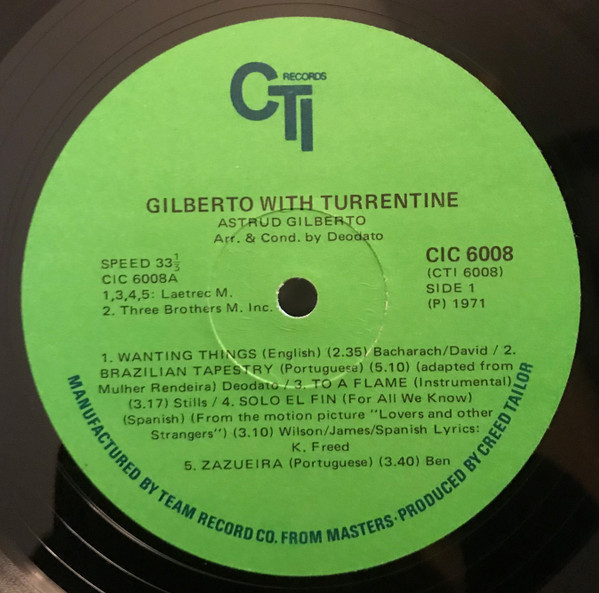 CTI RECORDS
GILBERTO WITH TURRENTINE
ASTRUD GILBERTO
Arr. & Cond. by Deodato
SPEED 33⅓
CIC 6008A
1,3,4,5: Laetrec M.
2. Three Brothers M. Inc.
CIC 6008
(CTI 6008)
SIDE 1
(P) 1971
1. WANTING THINGS (English) (2.35) Bacharach/David / 2.
BRAZILIAN TAPESTRY (Portuguese) (5.10) (adapted from
Mulher Rendeira) Deodato / 3. TO A FLAME (Instrumental)
(3.17) Stills / 4. SOLO EL FIN (For All We Know)
(Spanish) (From the motion picture "Lovers and other
Strangers") (3.10) Wilson/James/Spanish Lyrics:
K. Freed
5. ZAZUEIRA (Portuguese) (3.40) Ben
MANUFACTURED BY TEAM RECORD CO. FROM MASTERS·PRODUCED BY CREED TAILOR